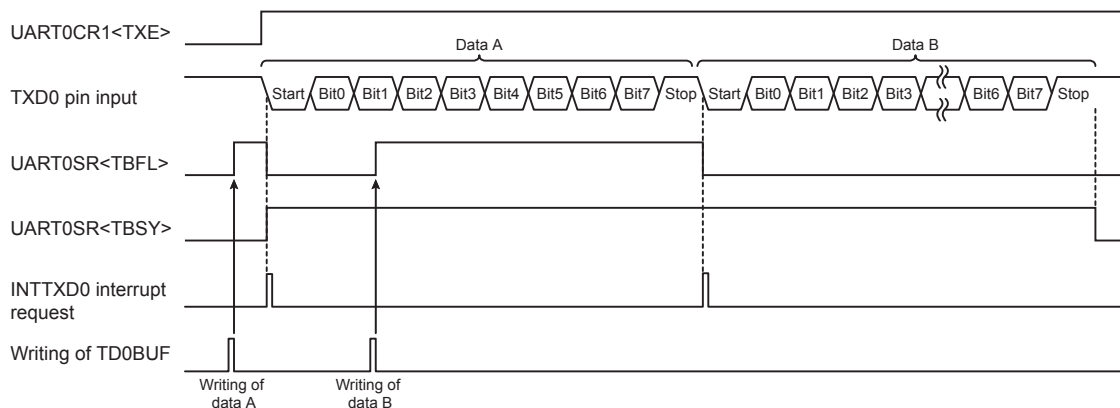 UART0CR1<TXE>
Data A
Data B
TXD0 pin input
Start Bit0 Bit1 Bit2 Bit3 Bit4 Bit5 Bit6 Bit7 Stop Start Bit0 Bit1 Bit2 Bit3 Bit6 Bit7 Stop
UART0SR<TBFL>
UART0SR<TBSY>
INTTXD0 interrupt
request
Writing of TD0BUF
Writing of
data A
Writing of
data B